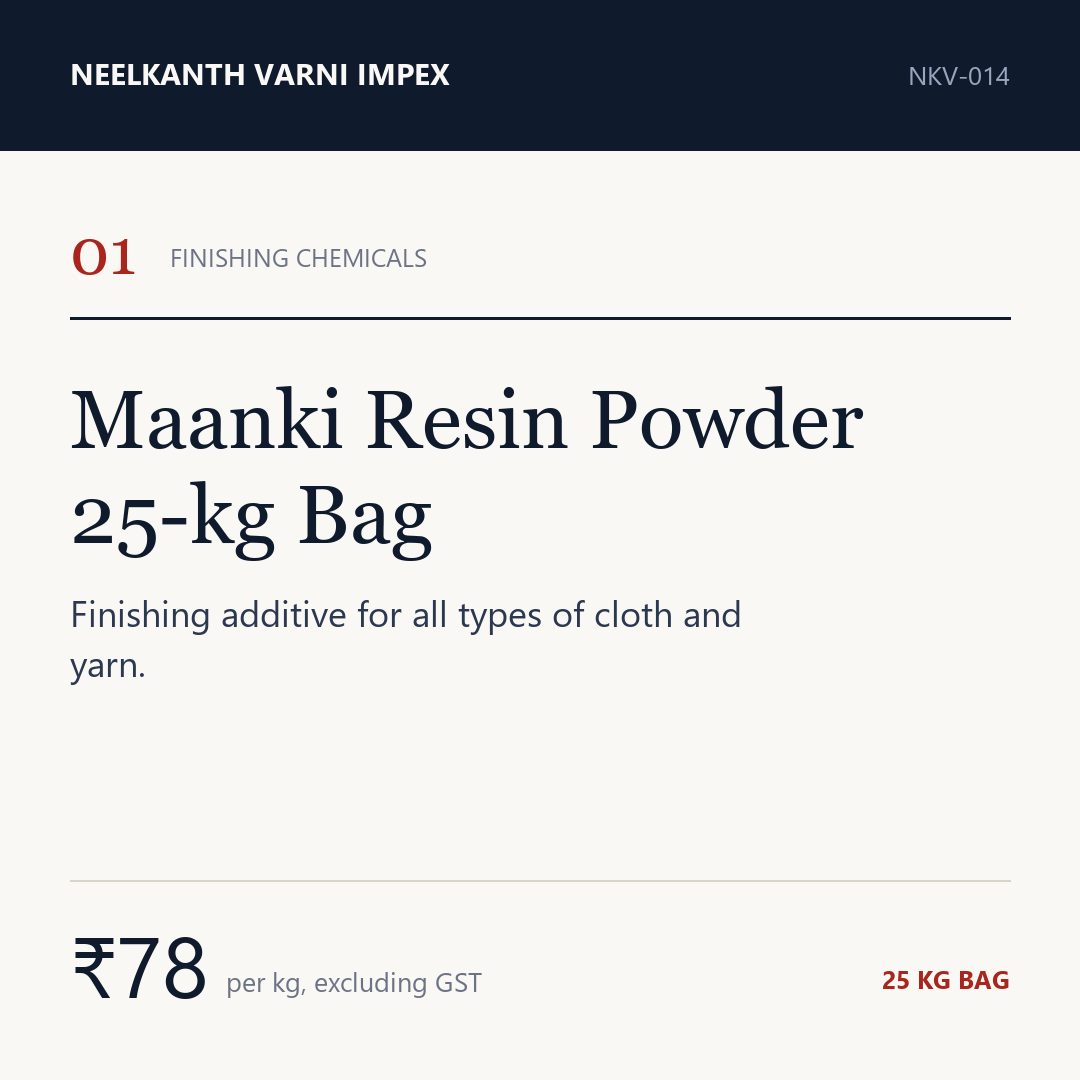 NEELKANTH VARNI IMPEX
NKV-014
01
FINISHING CHEMICALS
Maanki Resin Powder
25-kg Bag
Finishing additive for all types of cloth and
yarn.
₹78 per kg, excluding GST
25 KG BAG